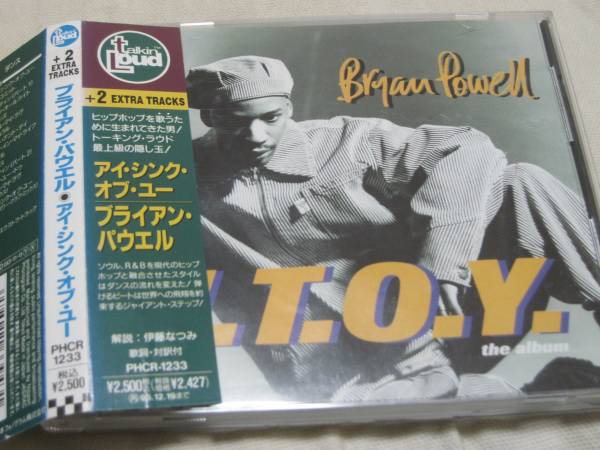 talkin'
Loud
+2
EXTRA
TRACKS
ブライアン・パウエル●アイ・シンク・オブ・ユー
PHCR
1233
税込
¥2,500
talkin'
Loud
+2 EXTRA TRACKS
ヒップホップを歌うた
めに生まれてきた男!
トーキング・ラウド
最上級の隠し玉!
アイ・シンク・
オブ・ユー
ブライアン・
パウエル
ソウル、R&Bを現代のヒップ
ホップと融合させたスタイル
はダンスの流れを変えた! 弾
けるビートは世界への飛翔を約
束するジャイアント・ステップ!
解説:伊藤なつみ
歌詞・対訳付
PHCR-1233
¥2,500
¥2,427)
Bryan Powell
.T.O.Y.
the album